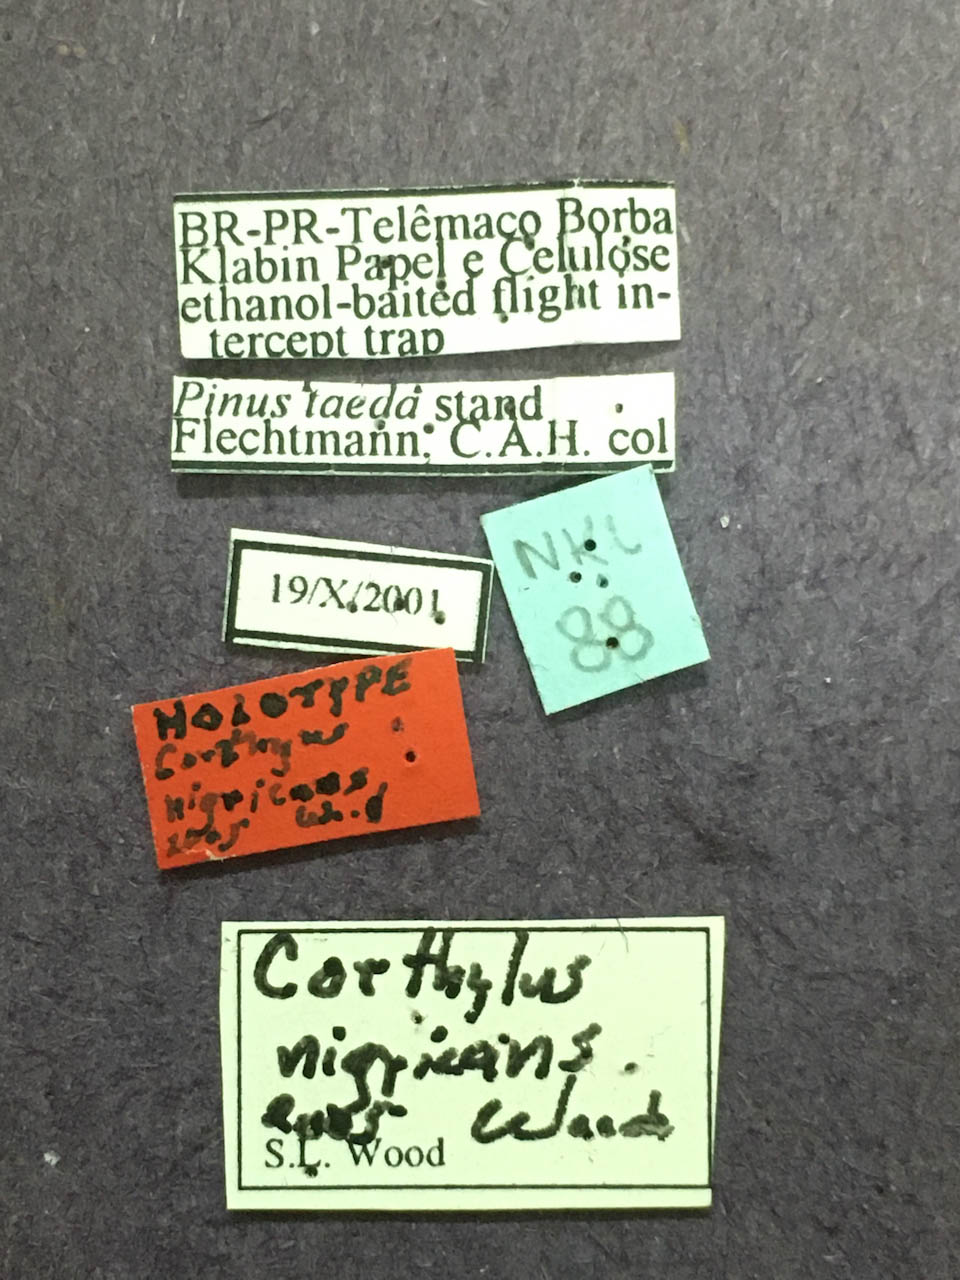 BR-PR-Telêmaco Borba
Klabin Papel e Celulose
ethanol-baited flight in-
tercept trap
Pinus taeda stand
Flechtmann, C.A.H. col
19/X/2001
NKL
88
HOLOTYPE
Corthylus
nigricans
2005 Wood
Corthylus
nigricans.
2005 Wood
S.L. Wood